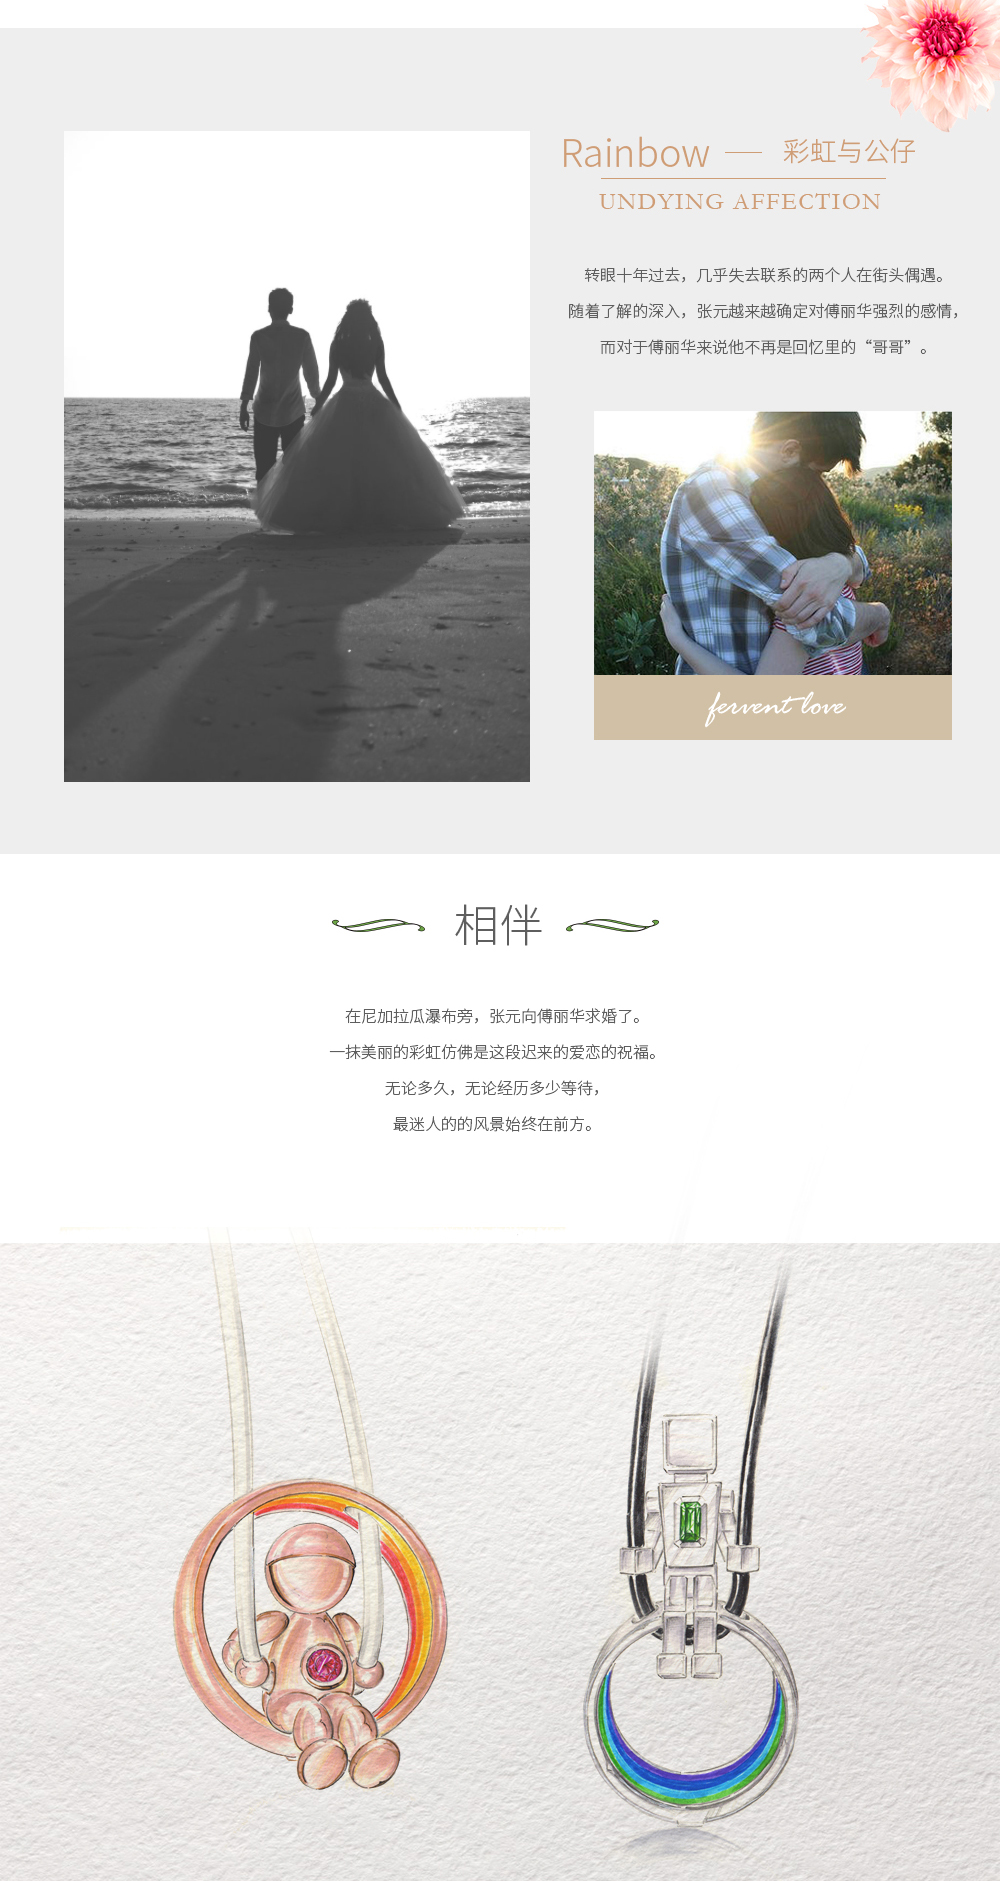 Rainbow — 彩虹与公仔
UNDYING AFFECTION
转眼十年过去，几乎失去联系的两个人在街头偶遇。
随着了解的深入，张元越来越确定对傅丽华强烈的感情，
而对于傅丽华来说他不再是回忆里的“哥哥”。
fervent love
相伴
在尼加拉瓜瀑布旁，张元向傅丽华求婚了。
一抹美丽的彩虹仿佛是这段迟来的爱恋的祝福。
无论多久，无论经历多少等待，
最迷人的的风景始终在前方。